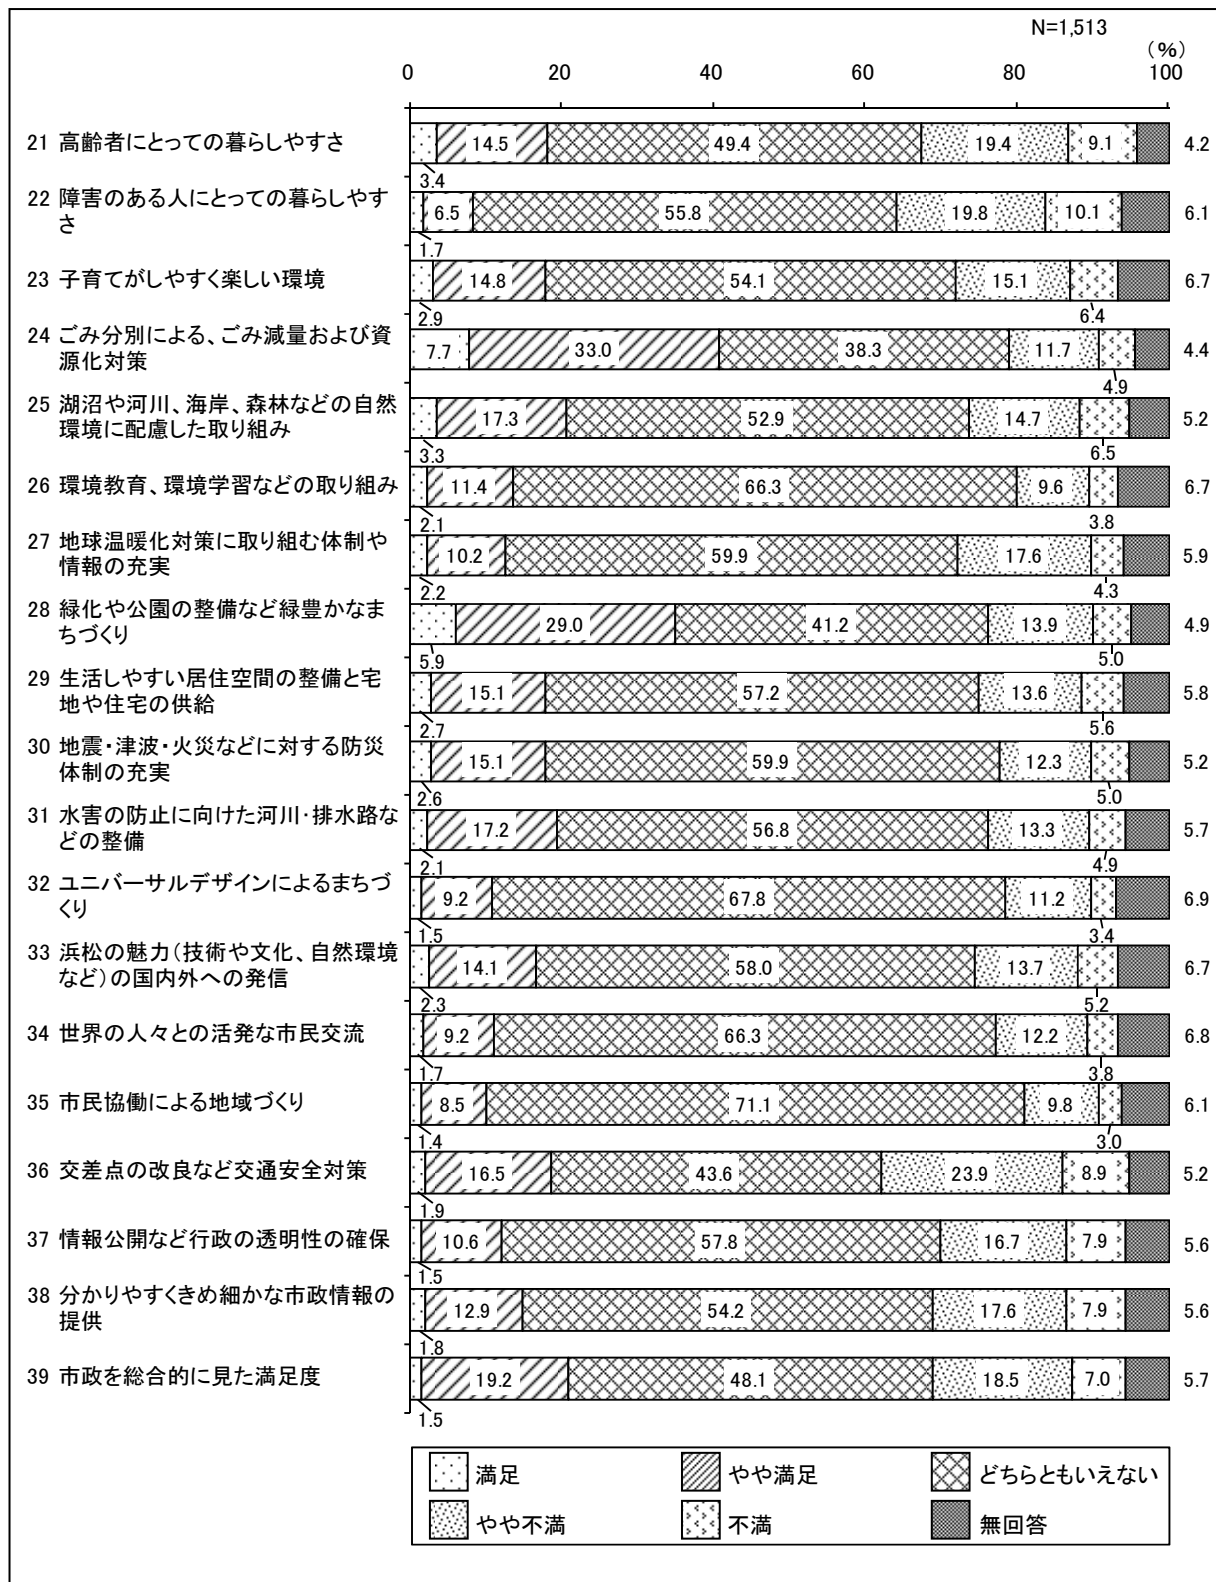 N=1,513
(%)
0 20 40 60 80 100
21 高齢者にとっての暮らしやすさ 14.5 49.4 19.4 9.1 4.2
3.4
22 障害のある人にとっての暮らしやす
さ 6.5 55.8 19.8 10.1 6.1
1.7
23 子育てがしやすく楽しい環境 14.8 54.1 15.1 6.7
2.9 6.4
24 ごみ分別による、ごみ減量および資
源化対策 7.7 33.0 38.3 11.7 4.4
4.9
25 湖沼や河川、海岸、森林などの自然
環境に配慮した取り組み 17.3 52.9 14.7 5.2
3.3 6.5
26 環境教育、環境学習などの取り組み 11.4 66.3 9.6 6.7
2.1 3.8
27 地球温暖化対策に取り組む体制や
情報の充実 10.2 59.9 17.6 5.9
2.2 4.3
28 緑化や公園の整備など緑豊かなま
ちづくり 29.0 41.2 13.9 4.9
5.9 5.0
29 生活しやすい居住空間の整備と宅
地や住宅の供給 15.1 57.2 13.6 5.8
2.7 5.6
30 地震・津波・火災などに対する防災
体制の充実 15.1 59.9 12.3 5.2
2.6 5.0
31 水害の防止に向けた河川・排水路な
どの整備 17.2 56.8 13.3 5.7
2.1 4.9
32 ユニバーサルデザインによるまちづ
くり 9.2 67.8 11.2 6.9
1.5 3.4
33 浜松の魅力(技術や文化、自然環境
など)の国内外への発信 14.1 58.0 13.7 6.7
2.3 5.2
34 世界の人々との活発な市民交流 9.2 66.3 12.2 6.8
1.7 3.8
35 市民協働による地域づくり 8.5 71.1 9.8 6.1
1.4 3.0
36 交差点の改良など交通安全対策 16.5 43.6 23.9 8.9 5.2
1.9
37 情報公開など行政の透明性の確保 10.6 57.8 16.7 7.9 5.6
1.5
38 分かりやすくきめ細かな市政情報の
提供 12.9 54.2 17.6 7.9 5.6
1.8
39 市政を総合的に見た満足度 19.2 48.1 18.5 7.0 5.7
1.5
満足 やや満足 どちらともいえない
やや不満 不満 無回答